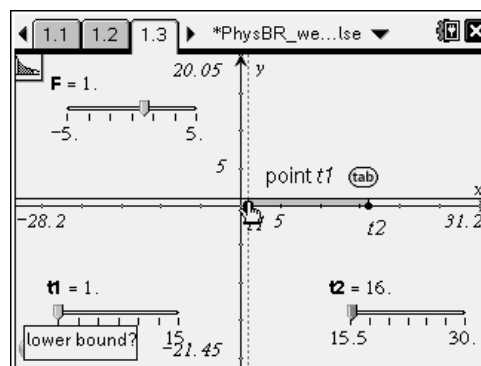 1.1 1.2 1.3 *PhysBR_we...lse
F = 1.
20.05 y
-5. 5.
5
point t1 tab
x
-28.2 t1 5 t2 31.2
t1 = 1. t2 = 16.
15. 15.5 30.
lower bound?
-21.45